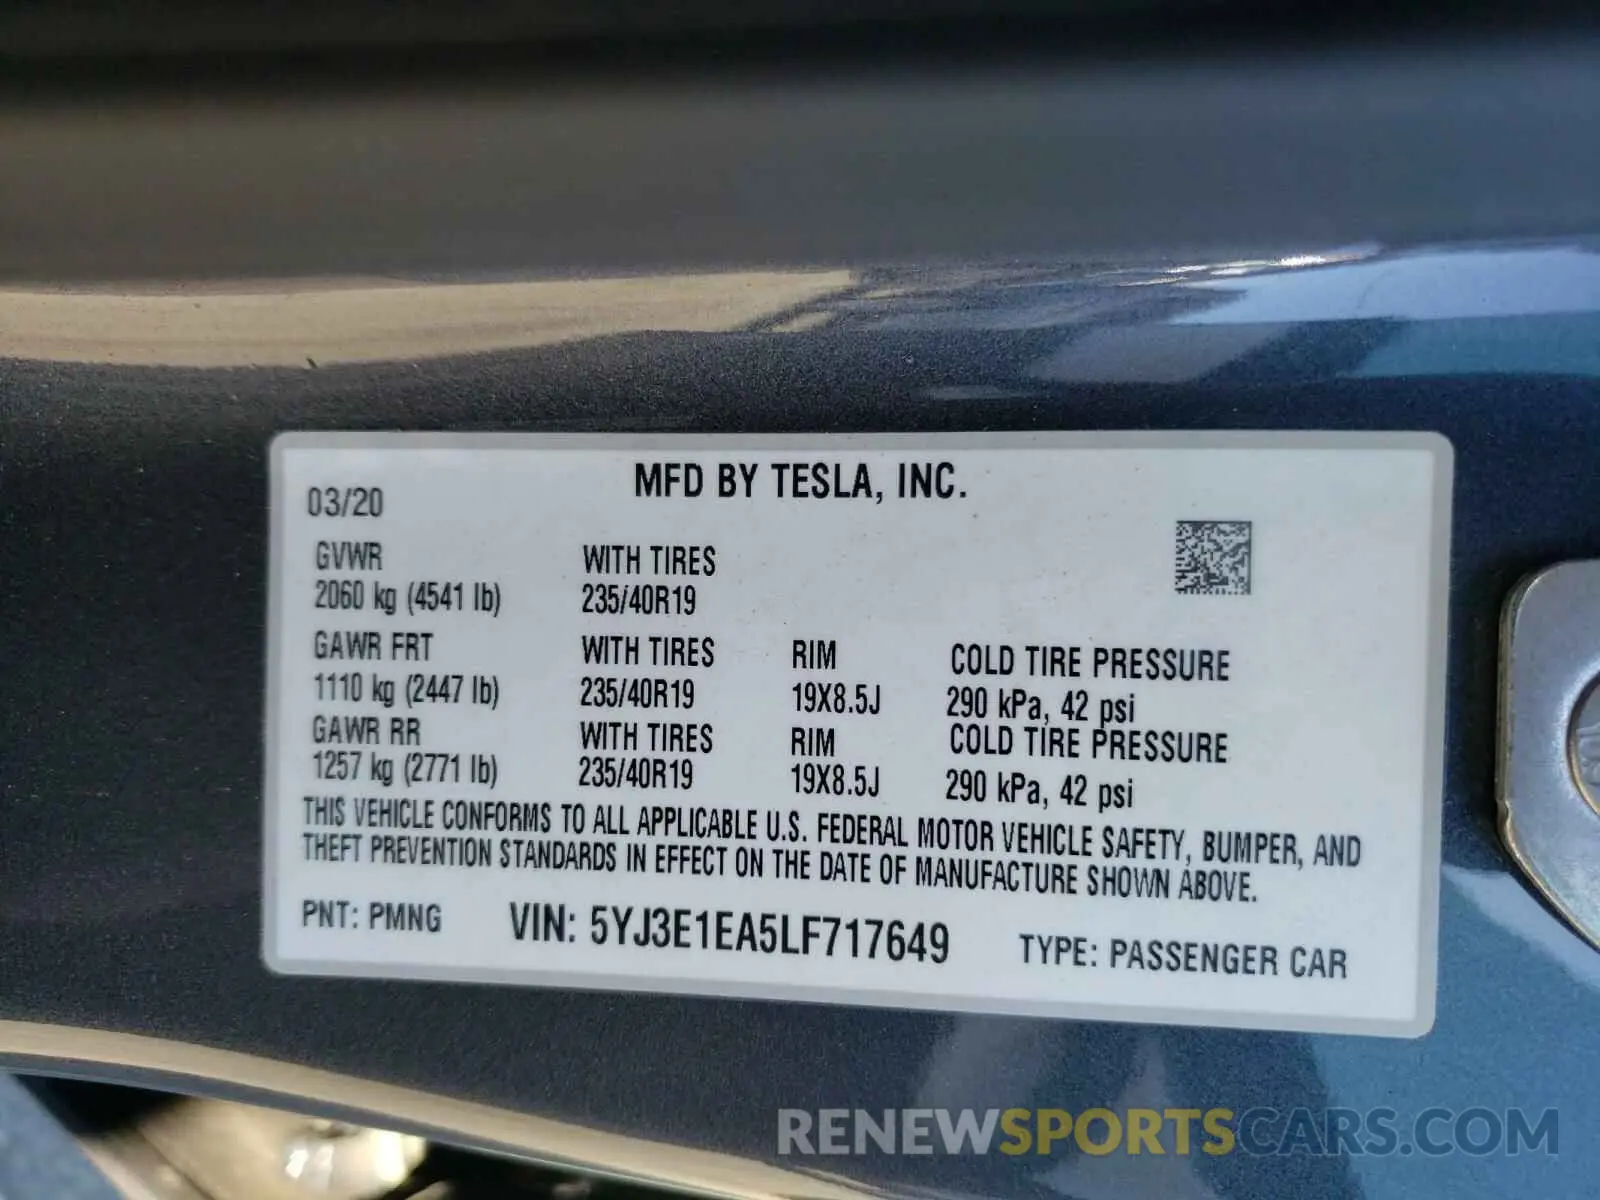 MFD BY TESLA, INC.
03/20
GVWR WITH TIRES
2060 kg (4541 lb) 235/40R19
GAWR FRT WITH TIRES RIM COLD TIRE PRESSURE
1110 kg (2447 lb) 235/40R19 19X8.5J 290 kPa, 42 psi
GAWR RR WITH TIRES RIM COLD TIRE PRESSURE
1257 kg (2771 lb) 235/40R19 19X8.5J 290 kPa, 42 psi
THIS VEHICLE CONFORMS TO ALL APPLICABLE U.S. FEDERAL MOTOR VEHICLE SAFETY, BUMPER, AND
THEFT PREVENTION STANDARDS IN EFFECT ON THE DATE OF MANUFACTURE SHOWN ABOVE.
PNT: PMNG VIN: 5YJ3E1EA5LF717649 TYPE: PASSENGER CAR
RENEWSPORTSCARS.COM